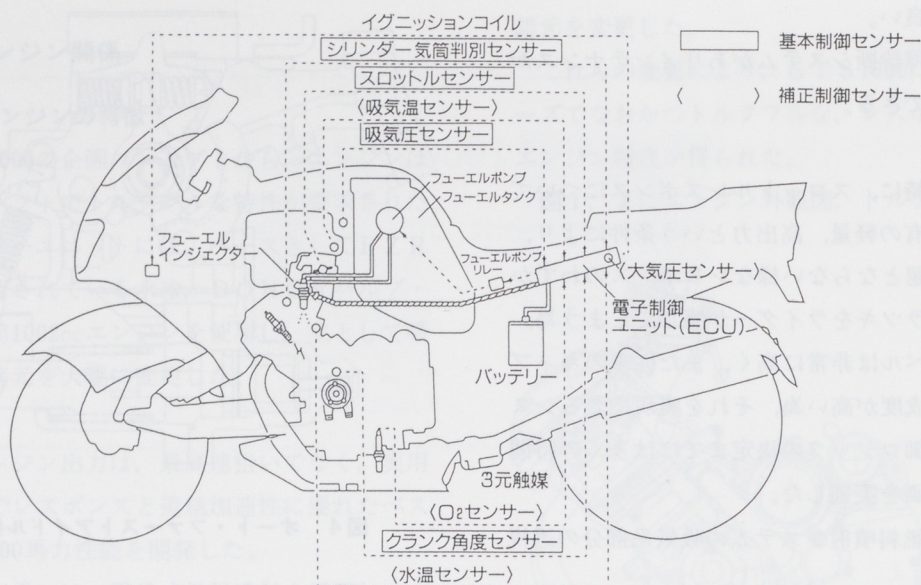 イグニッションコイル
シリンダー気筒判別センサー
スロットルセンサー
〈吸気温センサー〉
吸気圧センサー
基本制御センサー
〈 〉 補正制御センサー
フューエルポンプ
フューエルタンク
フューエル
インジェクター
フューエルポンプ
リレー
〈大気圧センサー〉
電子制御
ユニット(ECU)
バッテリー
3元触媒
〈O2センサー〉
クランク角度センサー
〈水温センサー〉